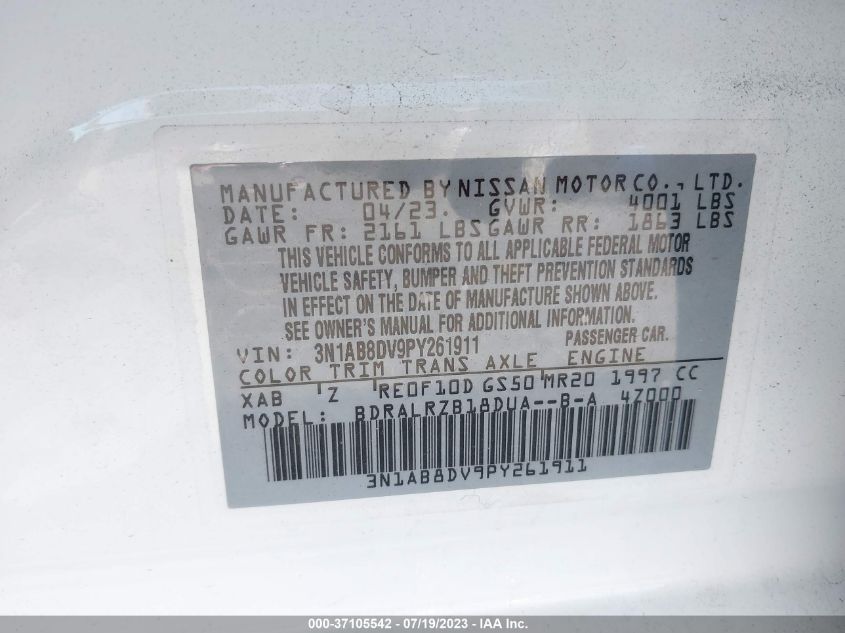 MANUFACTURED BY NISSAN MOTOR CO., LTD.
DATE: 04/23. GVWR: 4001 LBS
GAWR FR: 2161 LBS GAWR RR: 1863 LBS
THIS VEHICLE CONFORMS TO ALL APPLICABLE FEDERAL MOTOR
VEHICLE SAFETY, BUMPER AND THEFT PREVENTION STANDARDS
IN EFFECT ON THE DATE OF MANUFACTURE SHOWN ABOVE.
SEE OWNER'S MANUAL FOR ADDITIONAL INFORMATION.
VIN: 3N1AB8DV9PY261911 PASSENGER CAR.
COLOR TRIM TRANS AXLE ENGINE
XAB Z RE0F10D GS50 MR20 1997 CC
MODEL: BDRALRZB18DUA--B-A 4Z000
3N1AB8DV9PY261911
000-37105542 - 07/19/2023 - IAA Inc.